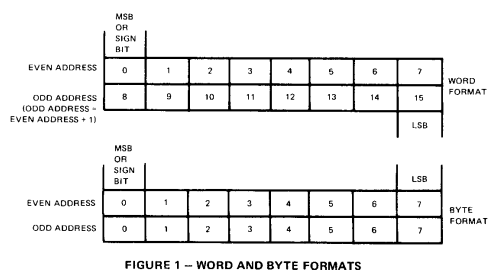 MSB
OR
SIGN
BIT
EVEN ADDRESS 0 1 2 3 4 5 6 7
WORD
FORMAT
ODD ADDRESS 8 9 10 11 12 13 14 15
(ODD ADDRESS =
EVEN ADDRESS + 1)
LSB
MSB
OR
SIGN
BIT
LSB
EVEN ADDRESS 0 1 2 3 4 5 6 7
BYTE
FORMAT
ODD ADDRESS 0 1 2 3 4 5 6 7
FIGURE 1 – WORD AND BYTE FORMATS